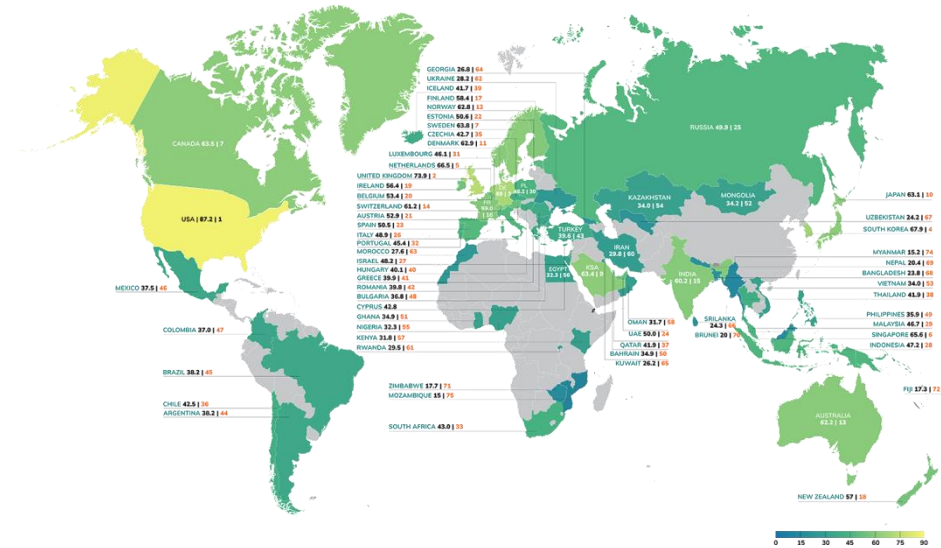 GEORGIA 26.8 | 64
UKRAINE 28.2 | 62
ICELAND 41.7 | 39
FINLAND 58.4 | 17
NORWAY 62.8 | 12
ESTONIA 50.6 | 22
SWEDEN 63.8 | 7
CZECHIA 42.7 | 35
DENMARK 62.9 | 11
LUXEMBOURG 46.1 | 31
NETHERLANDS 66.5 | 5
UNITED KINGDOM 73.9 | 2
IRELAND 56.4 | 19
BELGIUM 53.4 | 20
SWITZERLAND 61.2 | 14
AUSTRIA 52.9 | 21
SPAIN 50.5 | 23
ITALY 48.9 | 26
PORTUGAL 45.4 | 32
MOROCCO 27.6 | 63
ISRAEL 48.2 | 27
HUNGARY 40.1 | 40
GREECE 39.9 | 41
ROMANIA 39.8 | 42
BULGARIA 36.8 | 48
CYPRUS 42.8
GHANA 34.9 | 51
NIGERIA 32.3 | 55
KENYA 31.8 | 57
RWANDA 29.5 | 61
ZIMBABWE 17.7 | 71
MOZAMBIQUE 15 | 75
SOUTH AFRICA 43.0 | 33
CANADA 63.5 | 7
USA | 87.2 | 1
MEXICO 37.5 | 46
COLOMBIA 37.0 | 47
BRAZIL 38.2 | 45
CHILE 42.5 | 36
ARGENTINA 38.2 | 44
RUSSIA 49.9 | 25
KAZAKHSTAN
34.0 | 54
MONGOLIA
34.2 | 52
TURKEY
39.6 | 43
IRAN
29.8 | 60
EGYPT
32.3 | 56
KSA
63.4 | 9
INDIA
60.2 | 15
PL
FR
OMAN 31.7 | 58
UAE 50.0 | 24
QATAR 41.9 | 37
BAHRAIN 34.9 | 50
KUWAIT 26.2 | 65
SRILANKA
24.3 | 66
BRUNEI 20 | 70
JAPAN 63.1 | 10
UZBEKISTAN 24.2 | 67
SOUTH KOREA 67.9 | 4
MYANMAR 15.2 | 74
NEPAL 20.4 | 69
BANGLADESH 23.8 | 68
VIETNAM 34.0 | 53
THAILAND 41.9 | 38
PHILIPPINES 35.9 | 49
MALAYSIA 46.7 | 29
SINGAPORE 65.6 | 6
INDONESIA 47.2 | 28
FIJI 17.3 | 72
AUSTRALIA
62.2 | 13
NEW ZEALAND 57 | 18
0 15 30 45 60 75 90